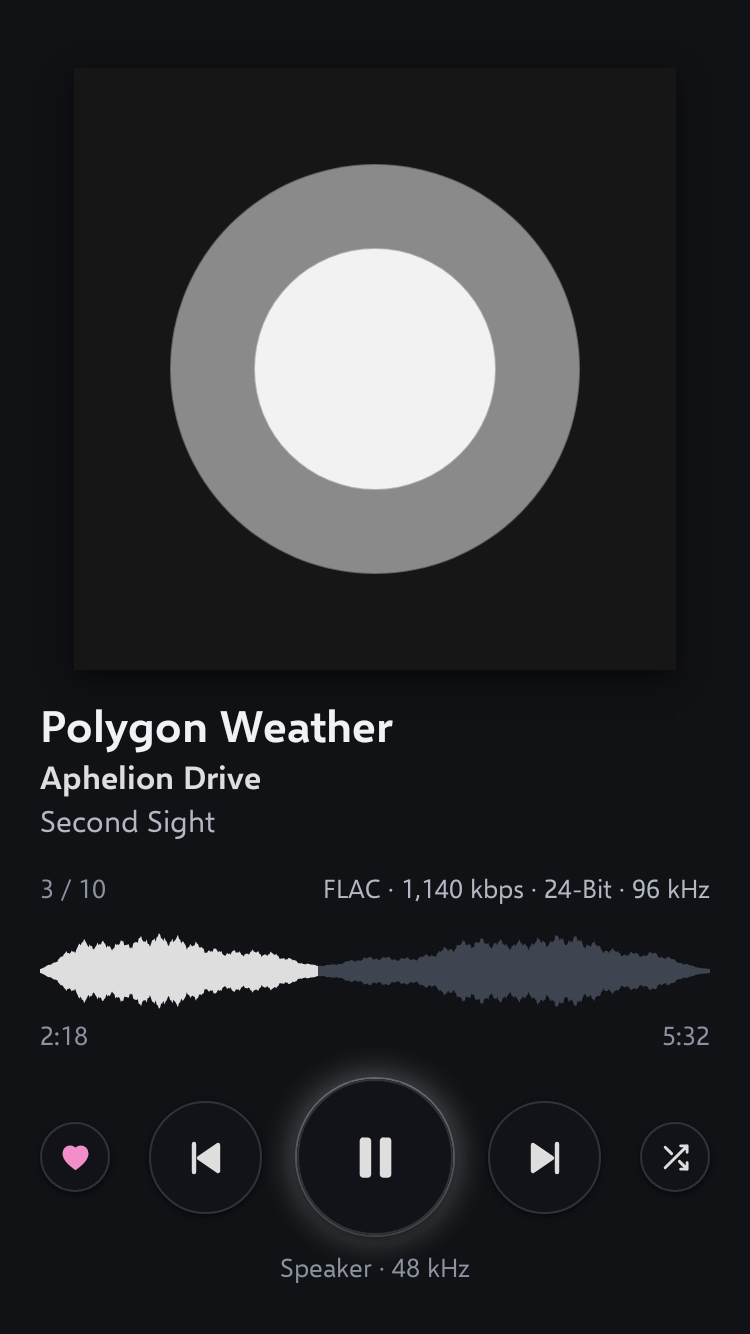 Polygon Weather
Aphelion Drive
Second Sight
3 / 10
FLAC · 1,140 kbps · 24-Bit · 96 kHz
2:18
5:32
Speaker · 48 kHz